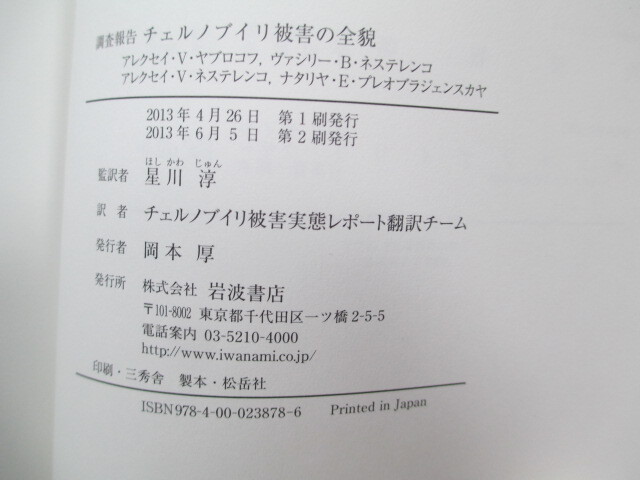 調査報告 チェルノブイリ被害の全貌
アレクセイ・V・ヤブロコフ, ヴァシリー・B・ネステレンコ
アレクセイ・V・ネステレンコ, ナタリヤ・E・プレオブラジェンスカヤ
2013年4月26日 第1刷発行
2013年6月5日 第2刷発行
ほし かわ じゅん
監訳者 星川 淳
訳者 チェルノブイリ被害実態レポート翻訳チーム
発行者 岡本 厚
発行所 株式会社 岩波書店
〒101-8002 東京都千代田区一ツ橋2-5-5
電話案内 03-5210-4000
http://www.iwanami.co.jp/
印刷・三秀舎 製本・松岳社
ISBN978-4-00-023878-6 Printed in Japan